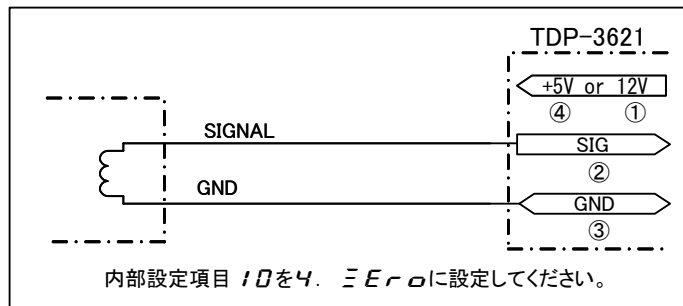 TDP-3621
+5V or 12V
④ ①
SIGNAL
SIG
②
GND
GND
③
内部設定項目10を4. ZEroに設定してください。